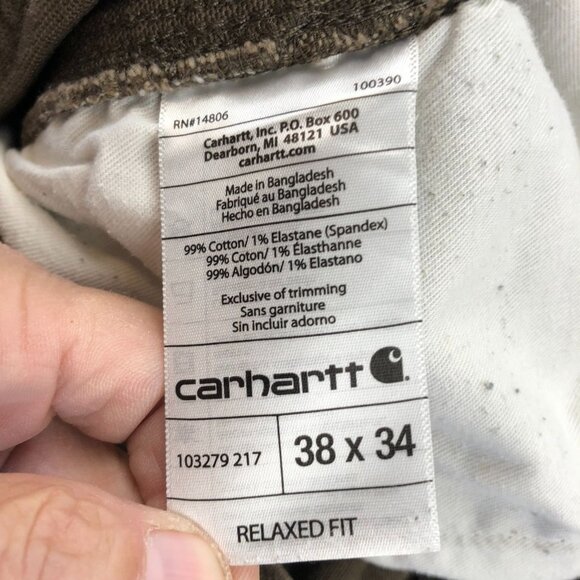 RN#14806 100390
Carhartt, Inc. P.O. Box 600
Dearborn, MI 48121 USA
carhartt.com
Made in Bangladesh
Fabriqué au Bangladesh
Hecho en Bangladesh
99% Cotton/ 1% Elastane (Spandex)
99% Coton/ 1% Élasthanne
99% Algodón/ 1% Elastano
Exclusive of trimming
Sans garniture
Sin incluir adorno
carhartt
103279 217 38 x 34
RELAXED FIT